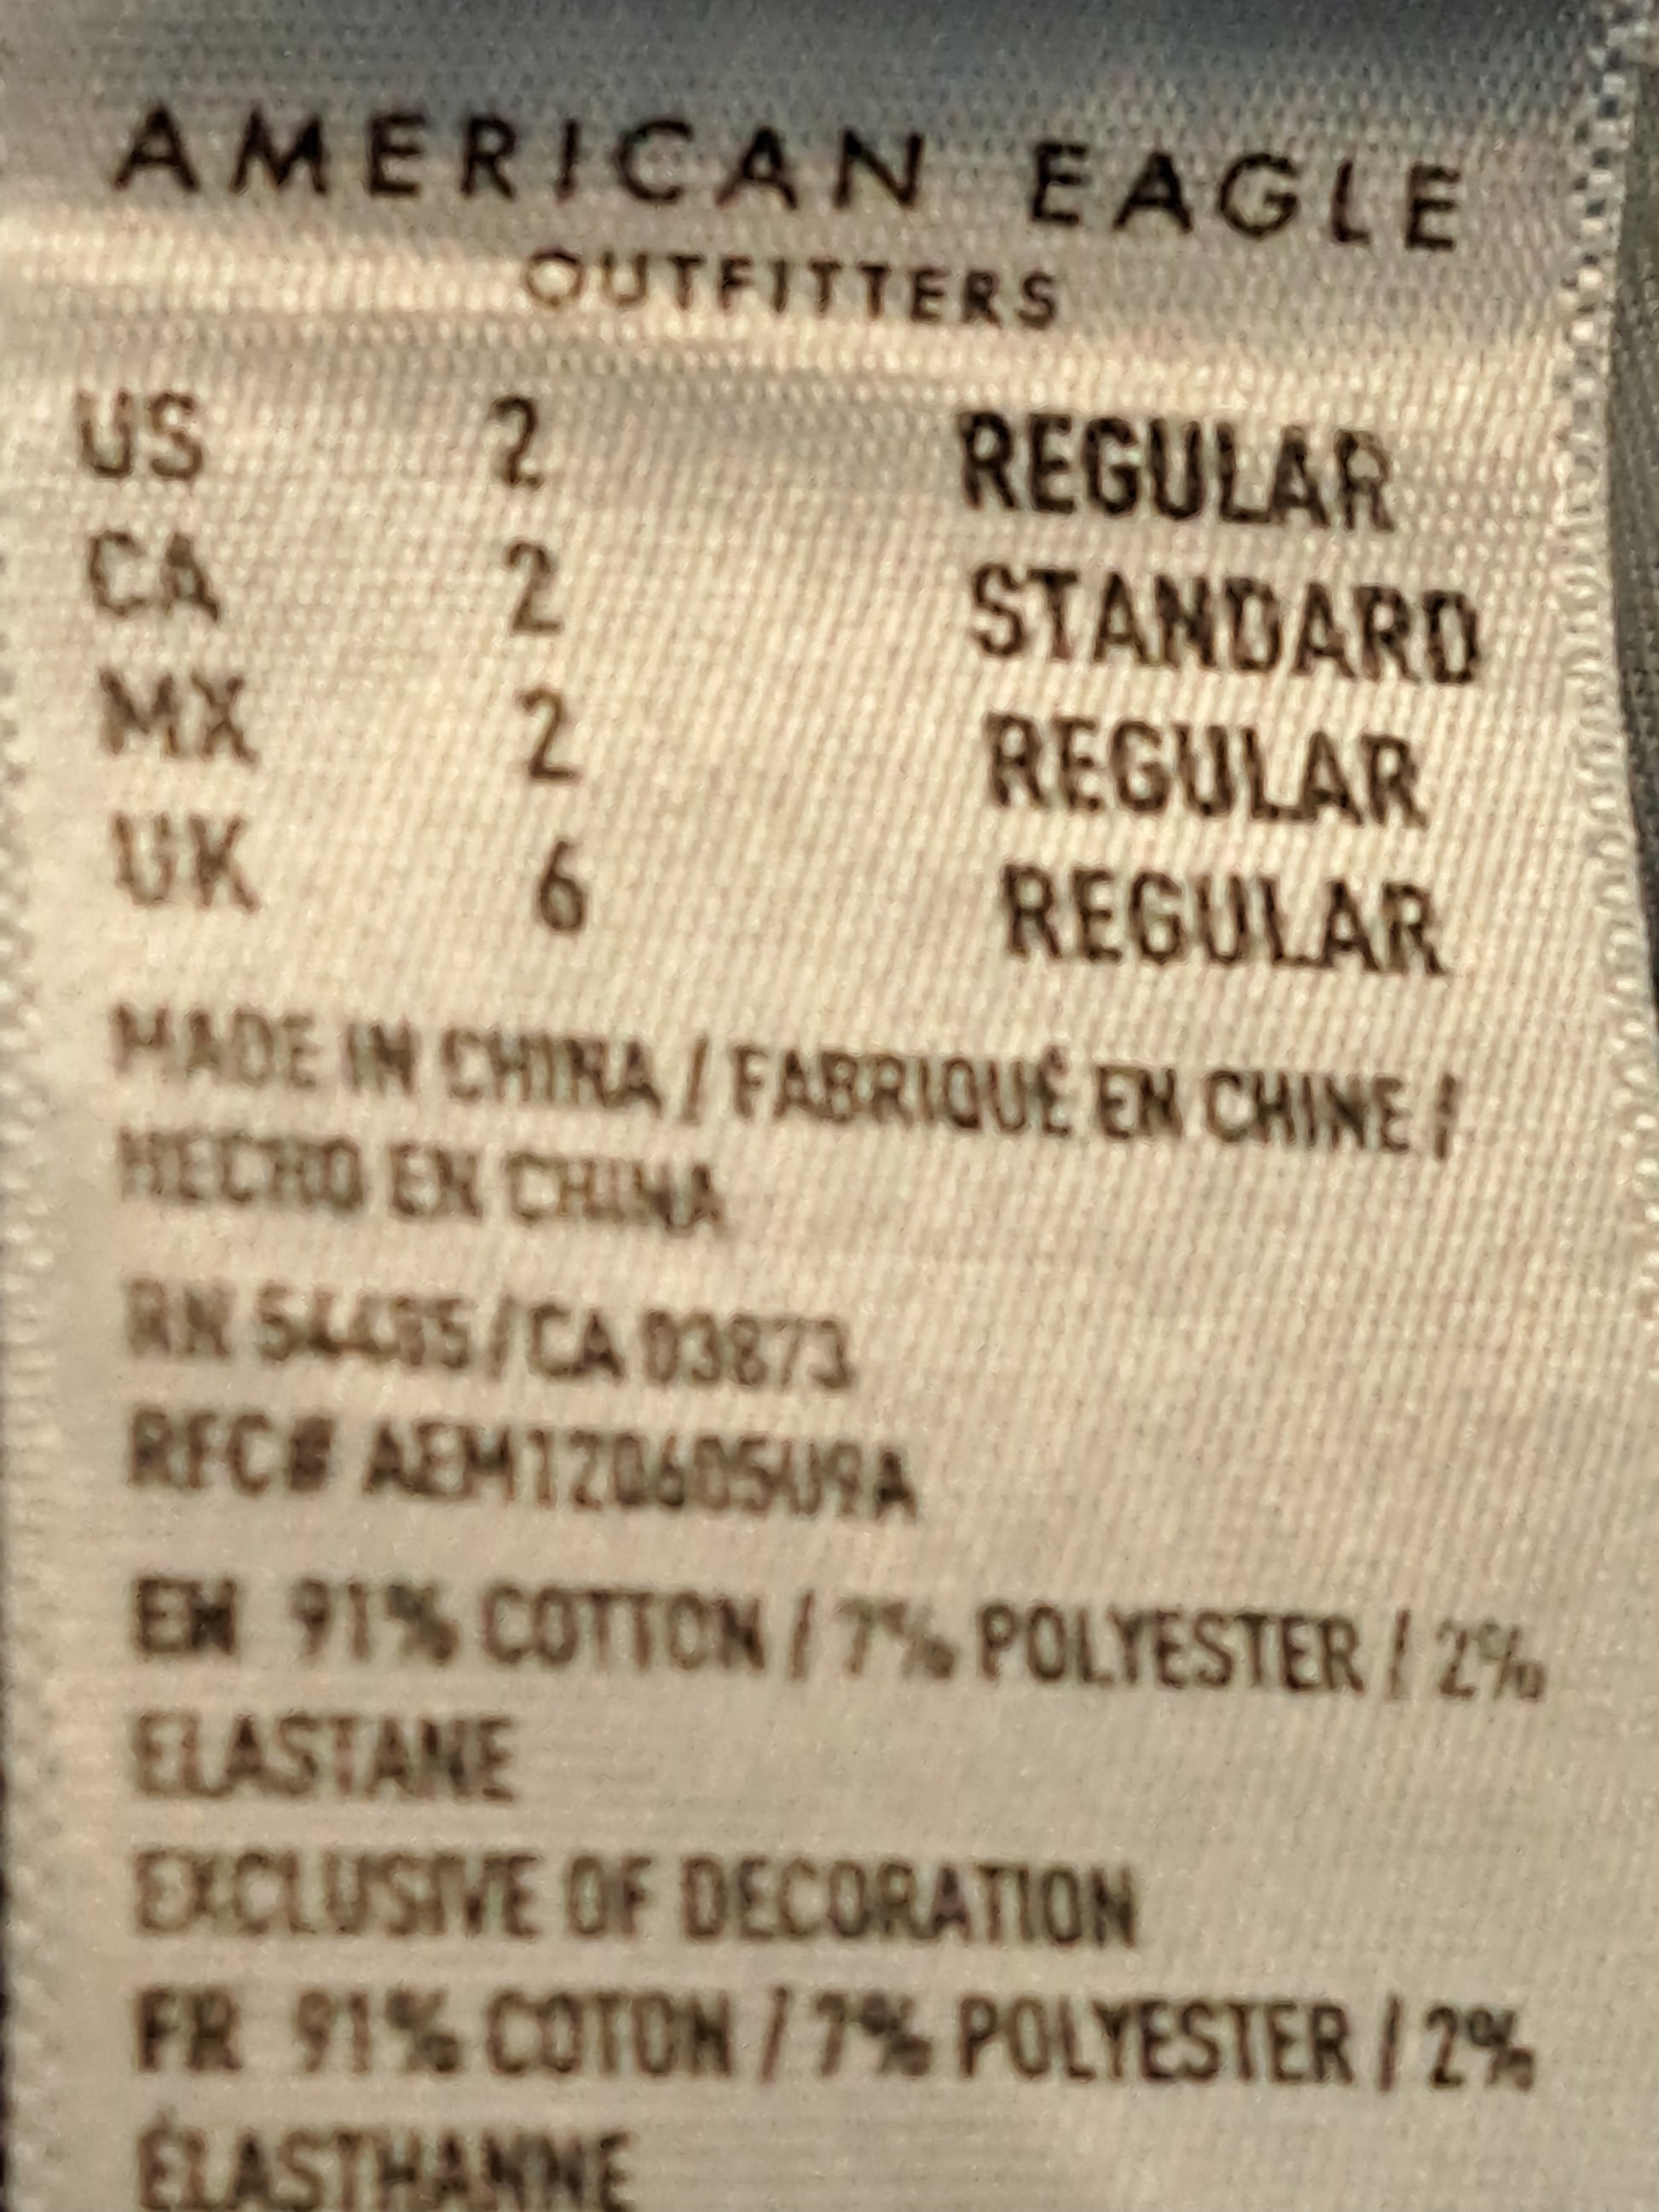 AMERICAN EAGLE
OUTFITTERS
US 2 REGULAR
CA 2 STANDARD
MX 2 REGULAR
UK 6 REGULAR
MADE IN CHINA / FABRIQUÉ EN CHINE /
HECHO EN CHINA
RN 54485 / CA 03873
RFC# AEM120605U9A
EN 91% COTTON / 7% POLYESTER / 2%
ELASTANE
EXCLUSIVE OF DECORATION
FR 91% COTON / 7% POLYESTER / 2%
ÉLASTHANNE